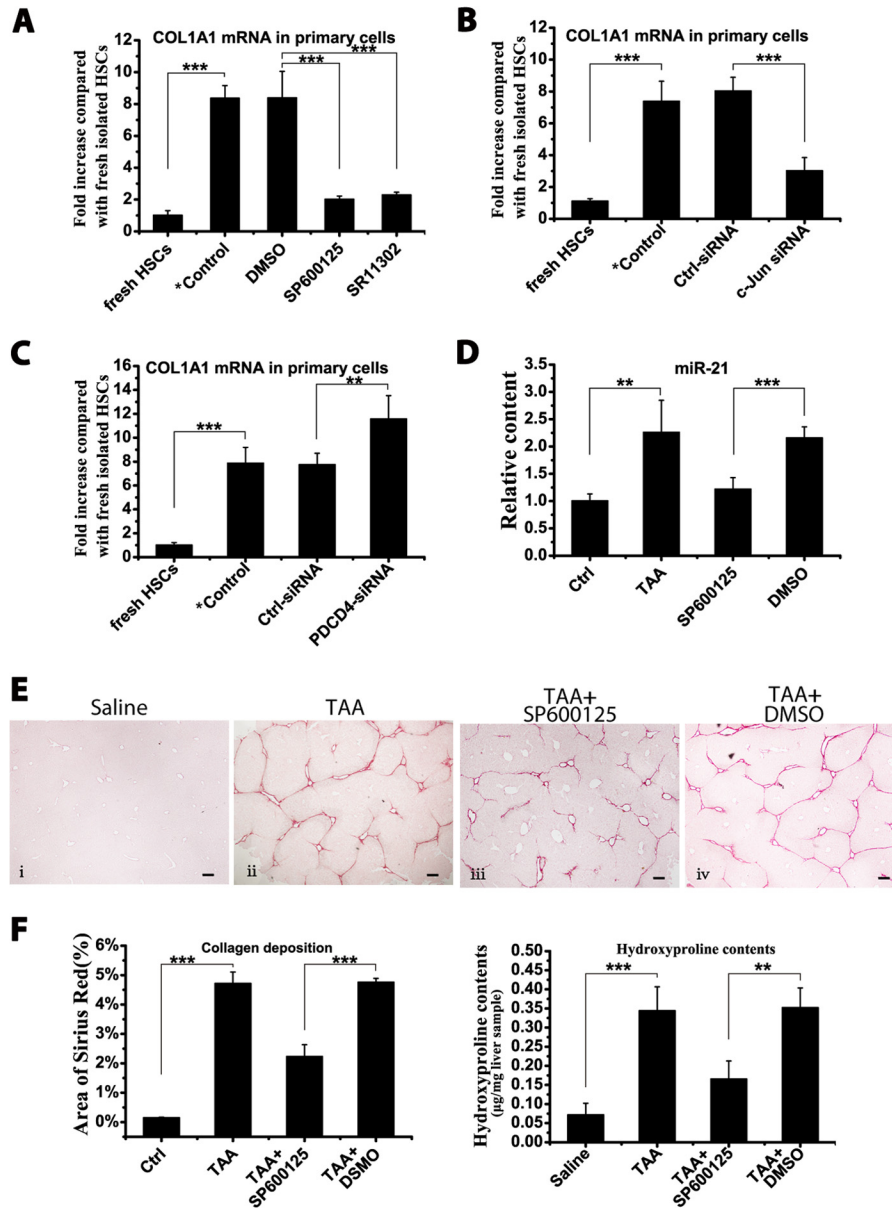 A
COL1A1 mRNA in primary cells
Fold increase compared
with fresh isolated HSCs
12
10
8
6
4
2
0
***
***
***
fresh HSCs
*Control
DMSO
SP600125
SR11302
B
COL1A1 mRNA in primary cells
Fold increase compared
with fresh isolated HSCs
12
10
8
6
4
2
0
***
***
fresh HSCs
*Control
Ctrl-siRNA
c-Jun siRNA
C
COL1A1 mRNA in primary cells
Fold increase compared
with fresh isolated HSCs
16
14
12
10
8
6
4
2
0
***
**
fresh HSCs
*Control
Ctrl-siRNA
PDCD4-siRNA
D
miR-21
Relative content
3.5
3.0
2.5
2.0
1.5
1.0
0.5
0.0
**
***
Ctrl
TAA
SP600125
DMSO
E
Saline
TAA
TAA+
SP600125
TAA+
DMSO
i
ii
iii
iv
F
Collagen deposition
Area of Sirius Red(%)
6%
5%
4%
3%
2%
1%
0%
***
***
Ctrl
TAA
TAA+
SP600125
TAA+
DSMO
Hydroxyproline contents
Hydroxyproline contents
(µg/mg liver sample)
0.50
0.45
0.40
0.35
0.30
0.25
0.20
0.15
0.10
0.05
0.00
***
**
Saline
TAA
TAA+
SP600125
TAA+
DMSO